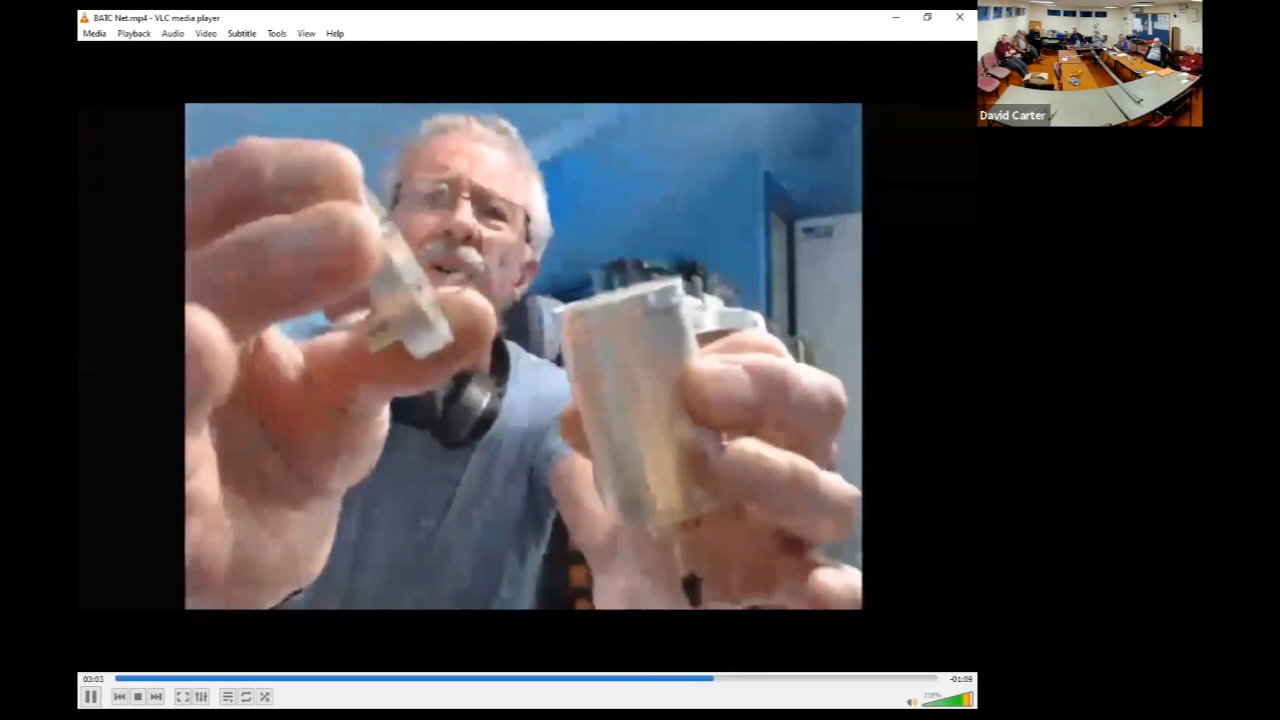 BATC Net.mp4 - VLC media player
Media Playback Audio Video Subtitle Tools View Help
David Carter
03:03
-01:09
118%